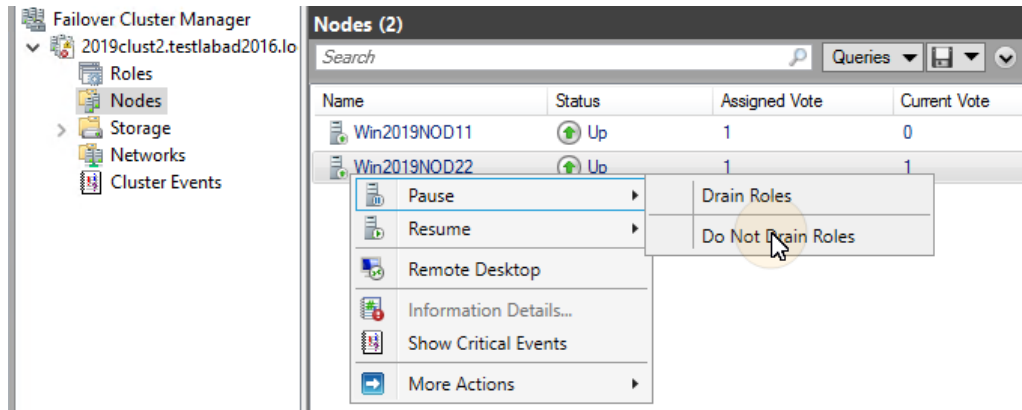 Failover Cluster Manager
2019clust2.testlabad2016.lo
Roles
Nodes
Storage
Networks
Cluster Events
Nodes (2)
Search
Queries
Name Status Assigned Vote Current Vote
Win2019NOD11 Up 1 0
Win2019NOD22 Up 1 1
Pause
Resume
Remote Desktop
Information Details...
Show Critical Events
More Actions
Drain Roles
Do Not Drain Roles